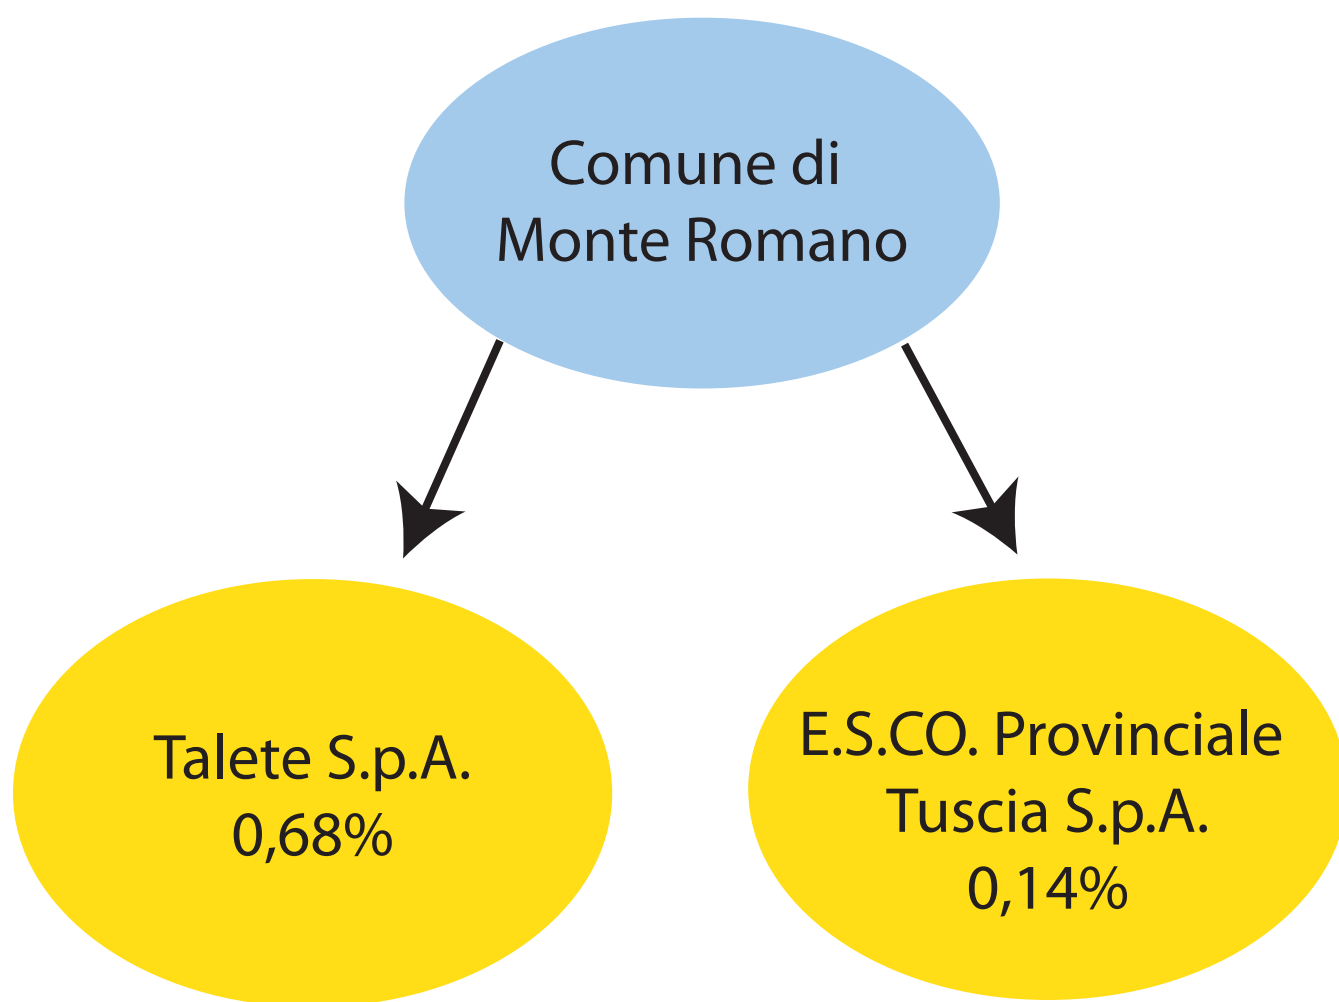 Comune di
Monte Romano
Talete S.p.A.
0,68%
E.S.CO. Provinciale
Tuscia S.p.A.
0,14%